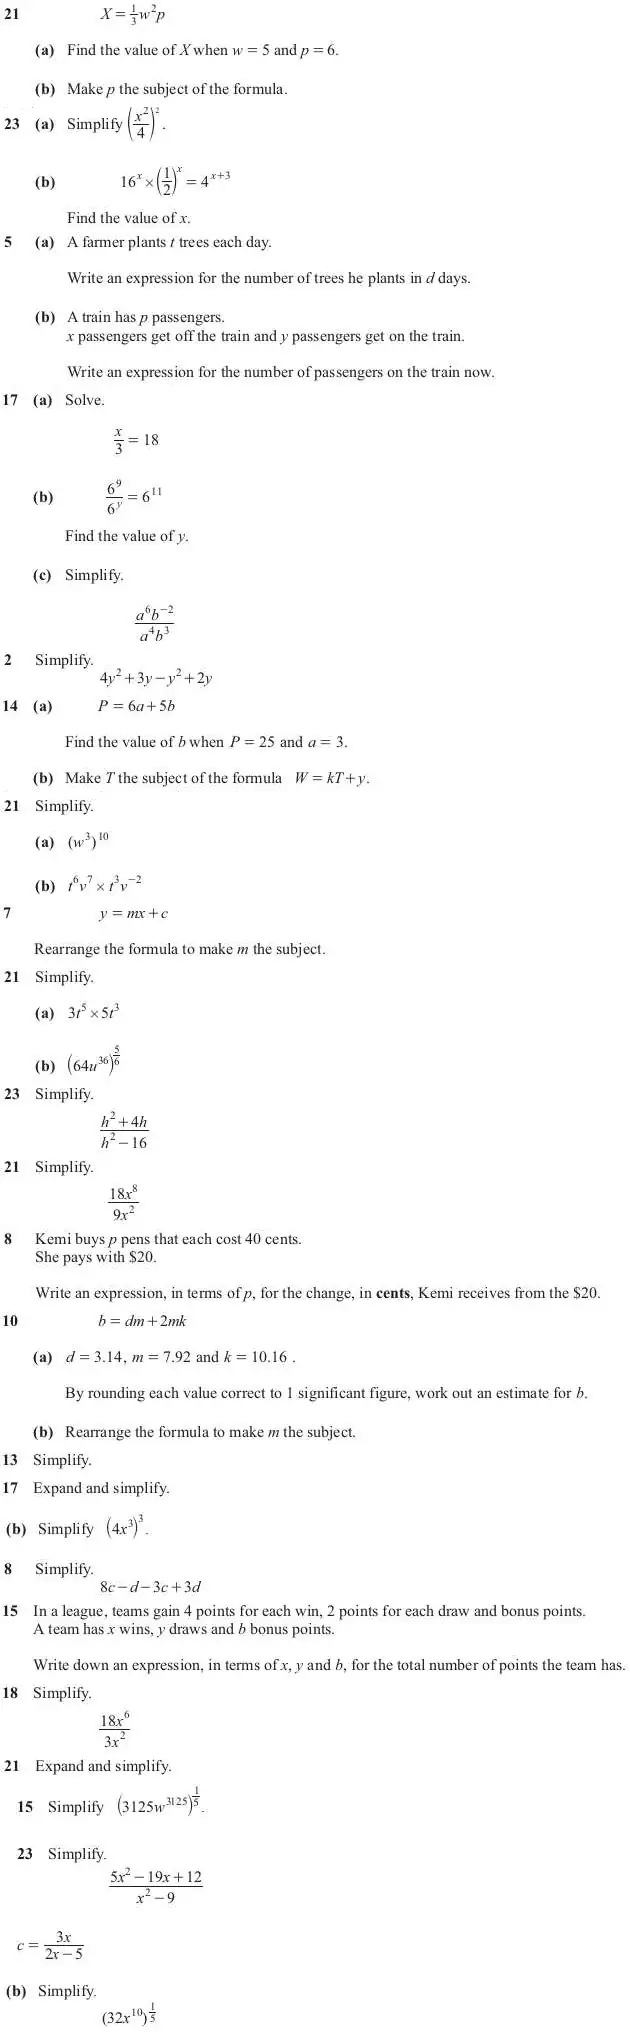 21 X = 1/3 w²p
(a) Find the value of X when w = 5 and p = 6.
(b) Make p the subject of the formula.
23 (a) Simplify (x²/4)².
(b) 16ˣ × (1/2)ˣ = 4ˣ⁺³
Find the value of x.
5 (a) A farmer plants t trees each day.
Write an expression for the number of trees he plants in d days.
(b) A train has p passengers.
x passengers get off the train and y passengers get on the train.
Write an expression for the number of passengers on the train now.
17 (a) Solve.
x/3 = 18
(b) 6⁹/6ʸ = 6¹¹
Find the value of y.
(c) Simplify.
a⁶b⁻²/a⁴b³
2 Simplify.
4y² + 3y − y² + 2y
14 (a) P = 6a + 5b
Find the value of b when P = 25 and a = 3.
(b) Make T the subject of the formula W = kT + y.
21 Simplify.
(a) (w³)¹⁰
(b) t⁶v⁷ × t³v⁻²
7 y = mx + c
Rearrange the formula to make m the subject.
21 Simplify.
(a) 3t⁵ × 5t³
(b) (64u³⁶)^(5/6)
23 Simplify.
(h² + 4h)/(h² − 16)
21 Simplify.
18x⁸/9x²
8 Kemi buys p pens that each cost 40 cents.
She pays with $20.
Write an expression, in terms of p, for the change, in cents, Kemi receives from the $20.
10 b = dm + 2mk
(a) d = 3.14, m = 7.92 and k = 10.16 .
By rounding each value correct to 1 significant figure, work out an estimate for b.
(b) Rearrange the formula to make m the subject.
13 Simplify.
17 Expand and simplify.
(b) Simplify (4x³)³.
8 Simplify.
8c − d − 3c + 3d
15 In a league, teams gain 4 points for each win, 2 points for each draw and bonus points.
A team has x wins, y draws and b bonus points.
Write down an expression, in terms of x, y and b, for the total number of points the team has.
18 Simplify.
18x⁶/3x²
21 Expand and simplify.
15 Simplify (3125w³¹²⁵)^(1/5).
23 Simplify.
(5x² − 19x + 12)/(x² − 9)
c = 3x/(2x − 5)
(b) Simplify.
(32x¹⁰)^(1/5)